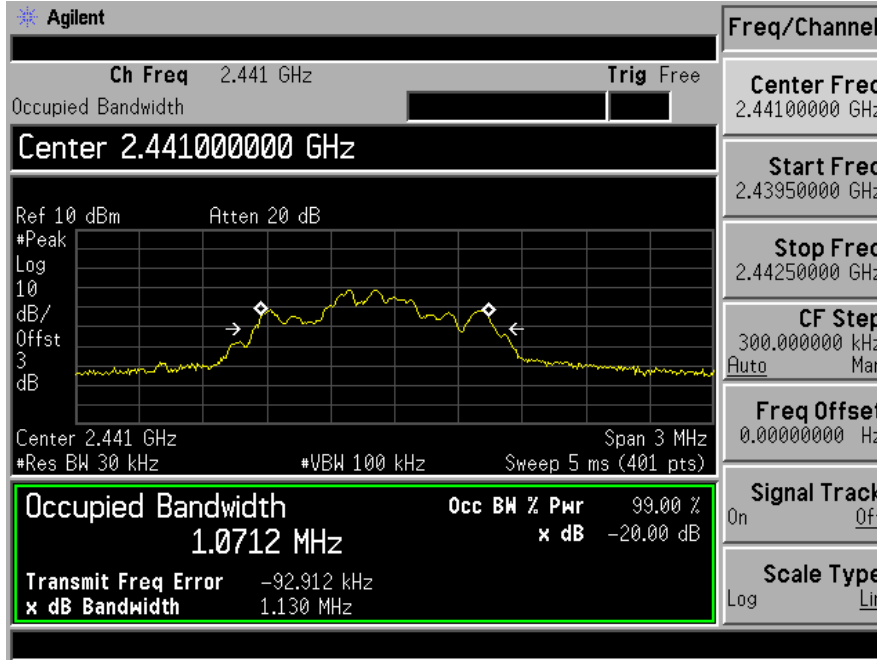 Agilent
Freq/Channel
Ch Freq 2.441 GHz Trig Free
Occupied Bandwidth
Center 2.441000000 GHz
Ref 10 dBm Atten 20 dB
#Peak
Log
10
dB/
Offst
3
dB
Center 2.441 GHz Span 3 MHz
#Res BW 30 kHz #VBW 100 kHz Sweep 5 ms (401 pts)
Occupied Bandwidth
1.0712 MHz
Occ BW % Pwr 99.00 %
x dB -20.00 dB
Transmit Freq Error -92.912 kHz
x dB Bandwidth 1.130 MHz
Center Freq
2.44100000 GHz
Start Freq
2.43950000 GHz
Stop Freq
2.44250000 GHz
CF Step
300.000000 kHz
Auto Man
Freq Offset
0.00000000 Hz
Signal Track
On Off
Scale Type
Log Lin